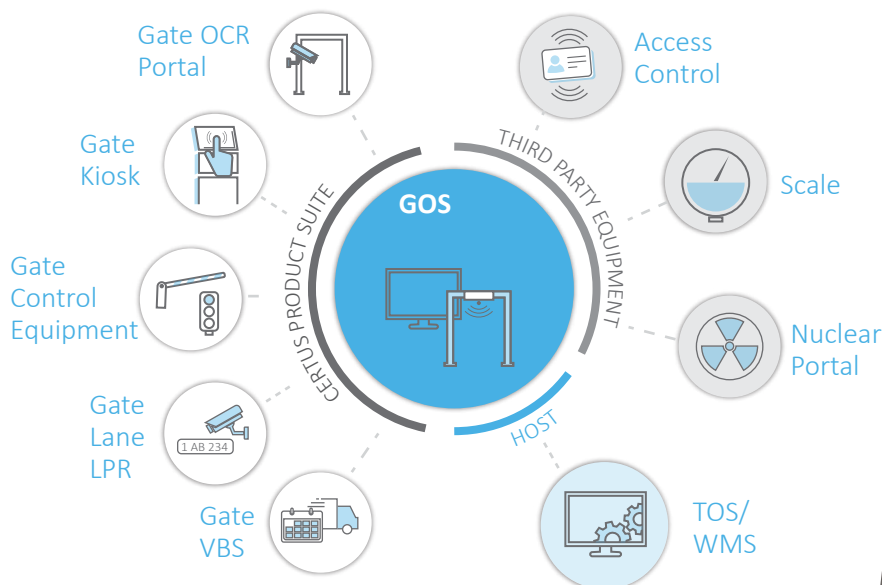 Gate OCR
Portal
Access
Control
Gate
Kiosk
THIRD PARTY EQUIPMENT
Scale
GOS
CERTUS PRODUCT SUITE
Gate
Control
Equipment
Nuclear
Portal
Gate
Lane
LPR
1 AB 234
HOST
Gate
VBS
TOS/
WMS